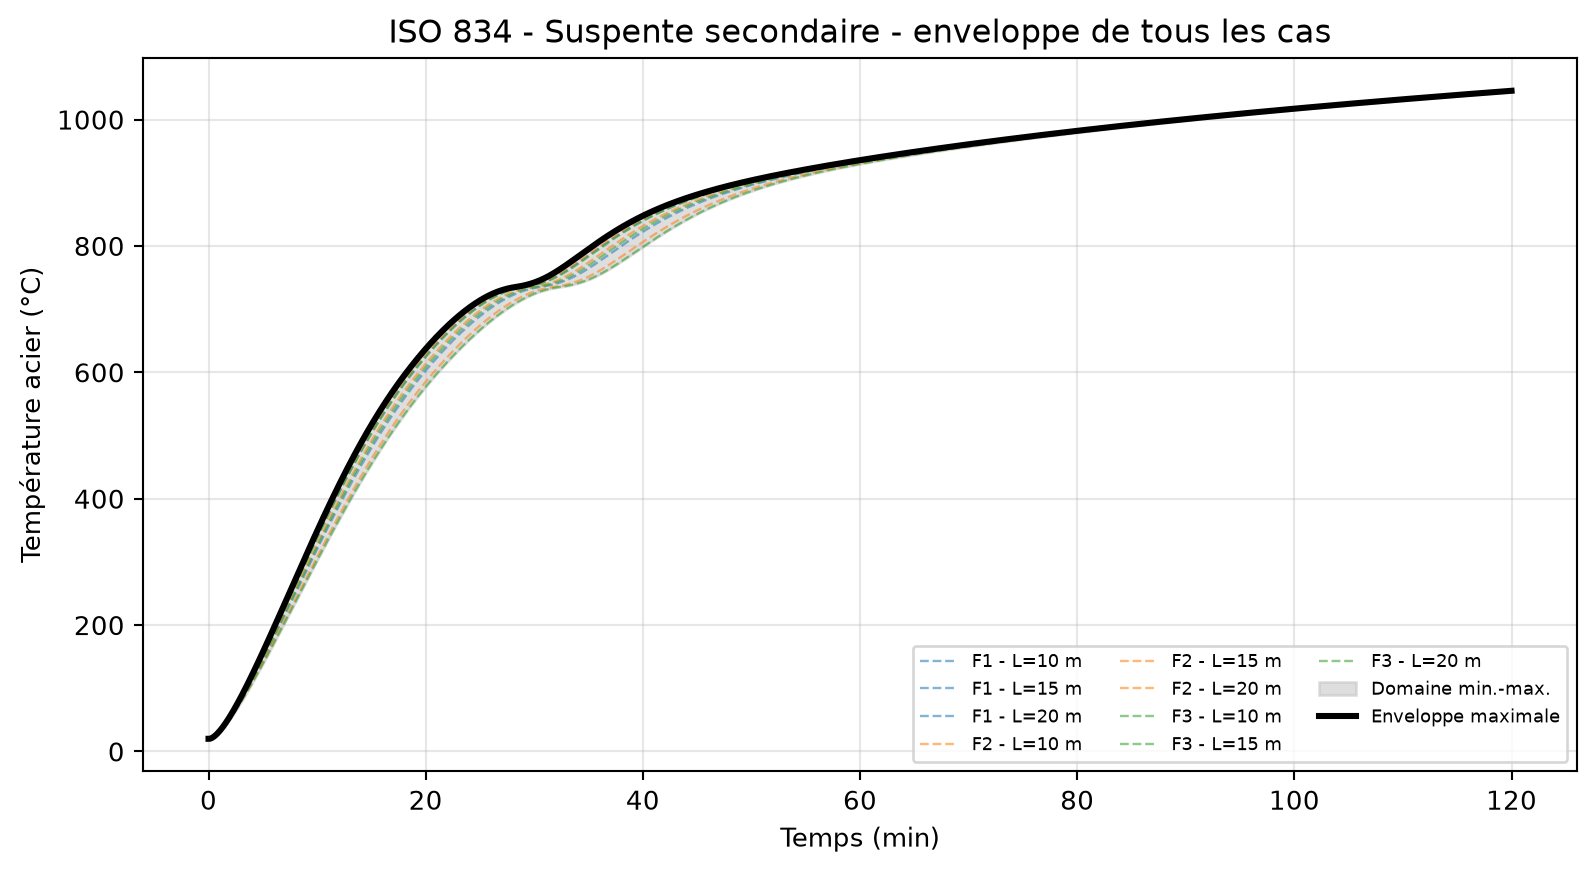 ISO 834 - Suspente secondaire - enveloppe de tous les cas
Température acier (°C)
1000
800
600
400
200
0
0 20 40 60 80 100 120
Temps (min)
F1 - L=10 m
F1 - L=15 m
F1 - L=20 m
F2 - L=10 m
F2 - L=15 m
F2 - L=20 m
F3 - L=10 m
F3 - L=15 m
F3 - L=20 m
Domaine min.-max.
Enveloppe maximale